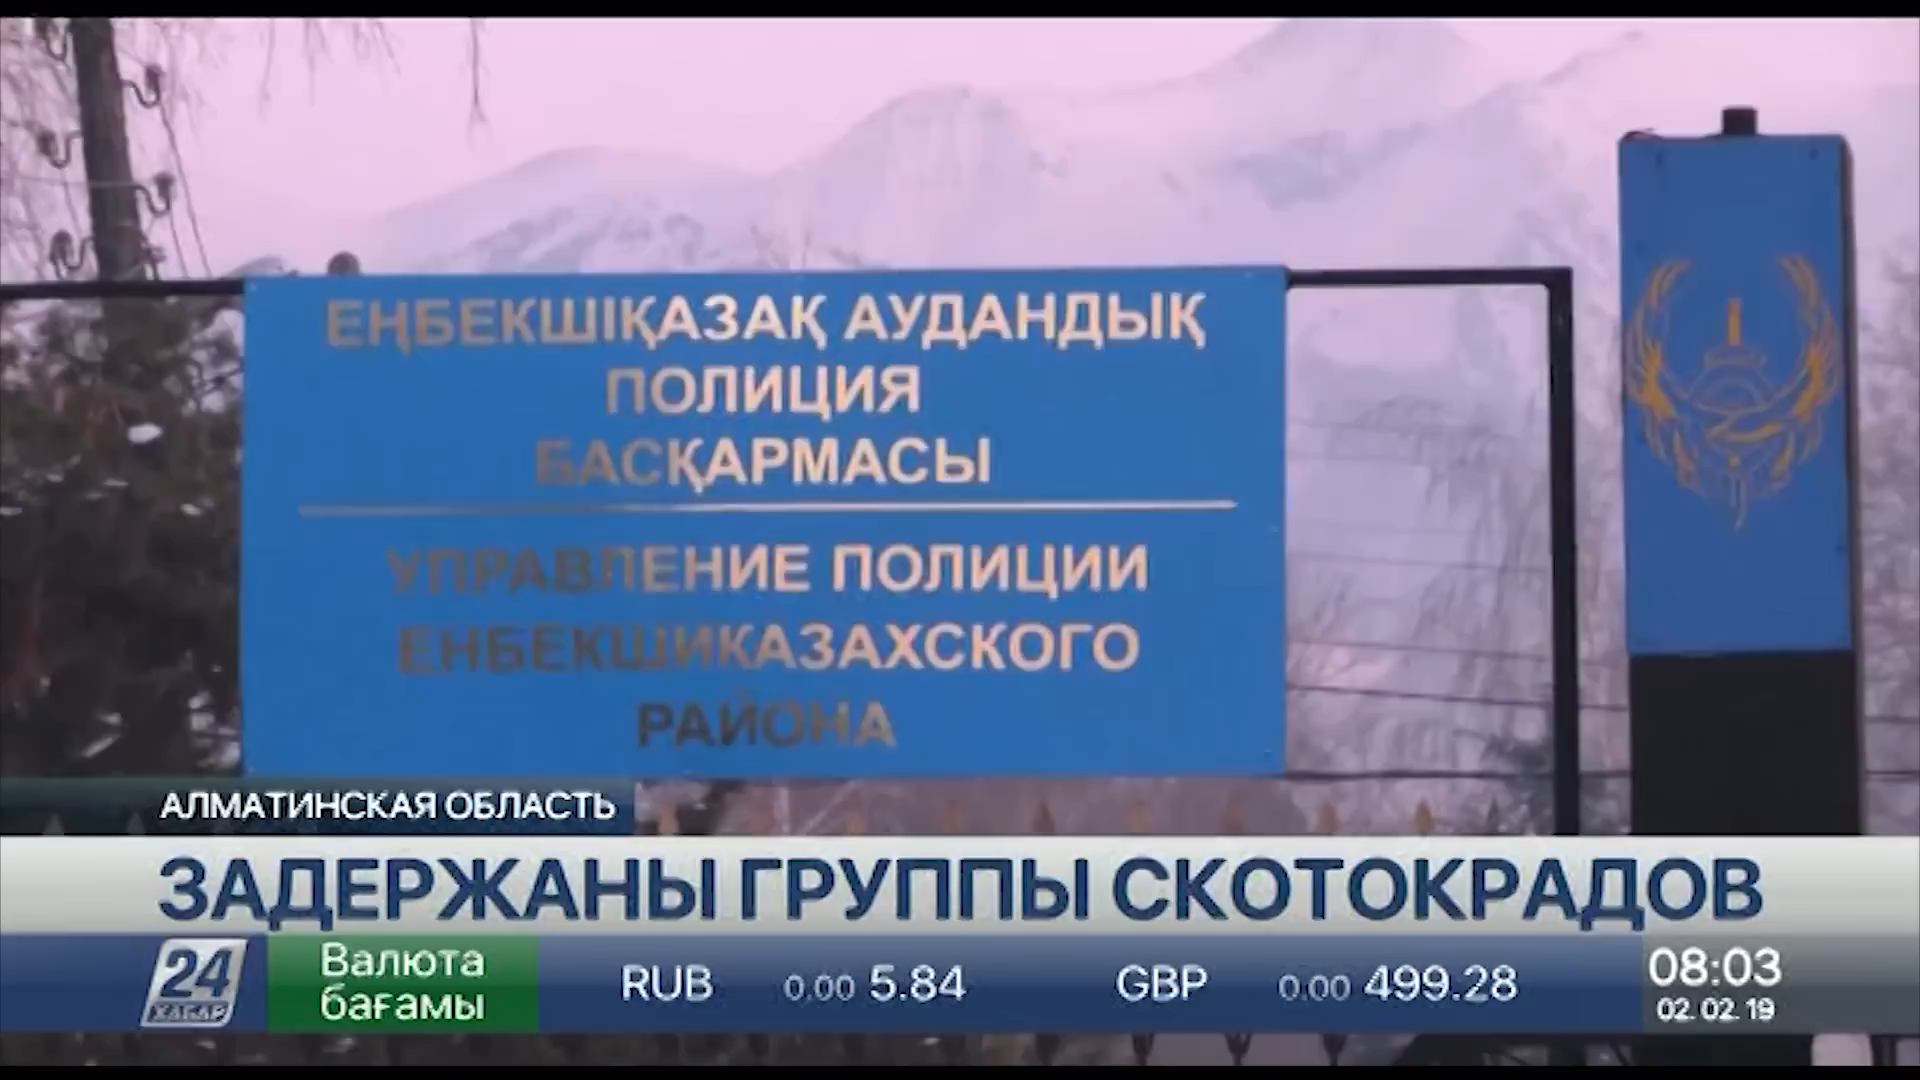 ЕҢБЕКШІҚАЗАҚ АУДАНДЫҚ
ПОЛИЦИЯ
БАСҚАРМАСЫ
УПРАВЛЕНИЕ ПОЛИЦИИ
ЕНБЕКШИКАЗАХСКОГО
РАЙОНА
АЛМАТИНСКАЯ ОБЛАСТЬ
ЗАДЕРЖАНЫ ГРУППЫ СКОТОКРАДОВ
24
ХАБАР
Валюта
бағамы
RUB 0.00 5.84 GBP 0.00 499.28
08:03
02.02.19